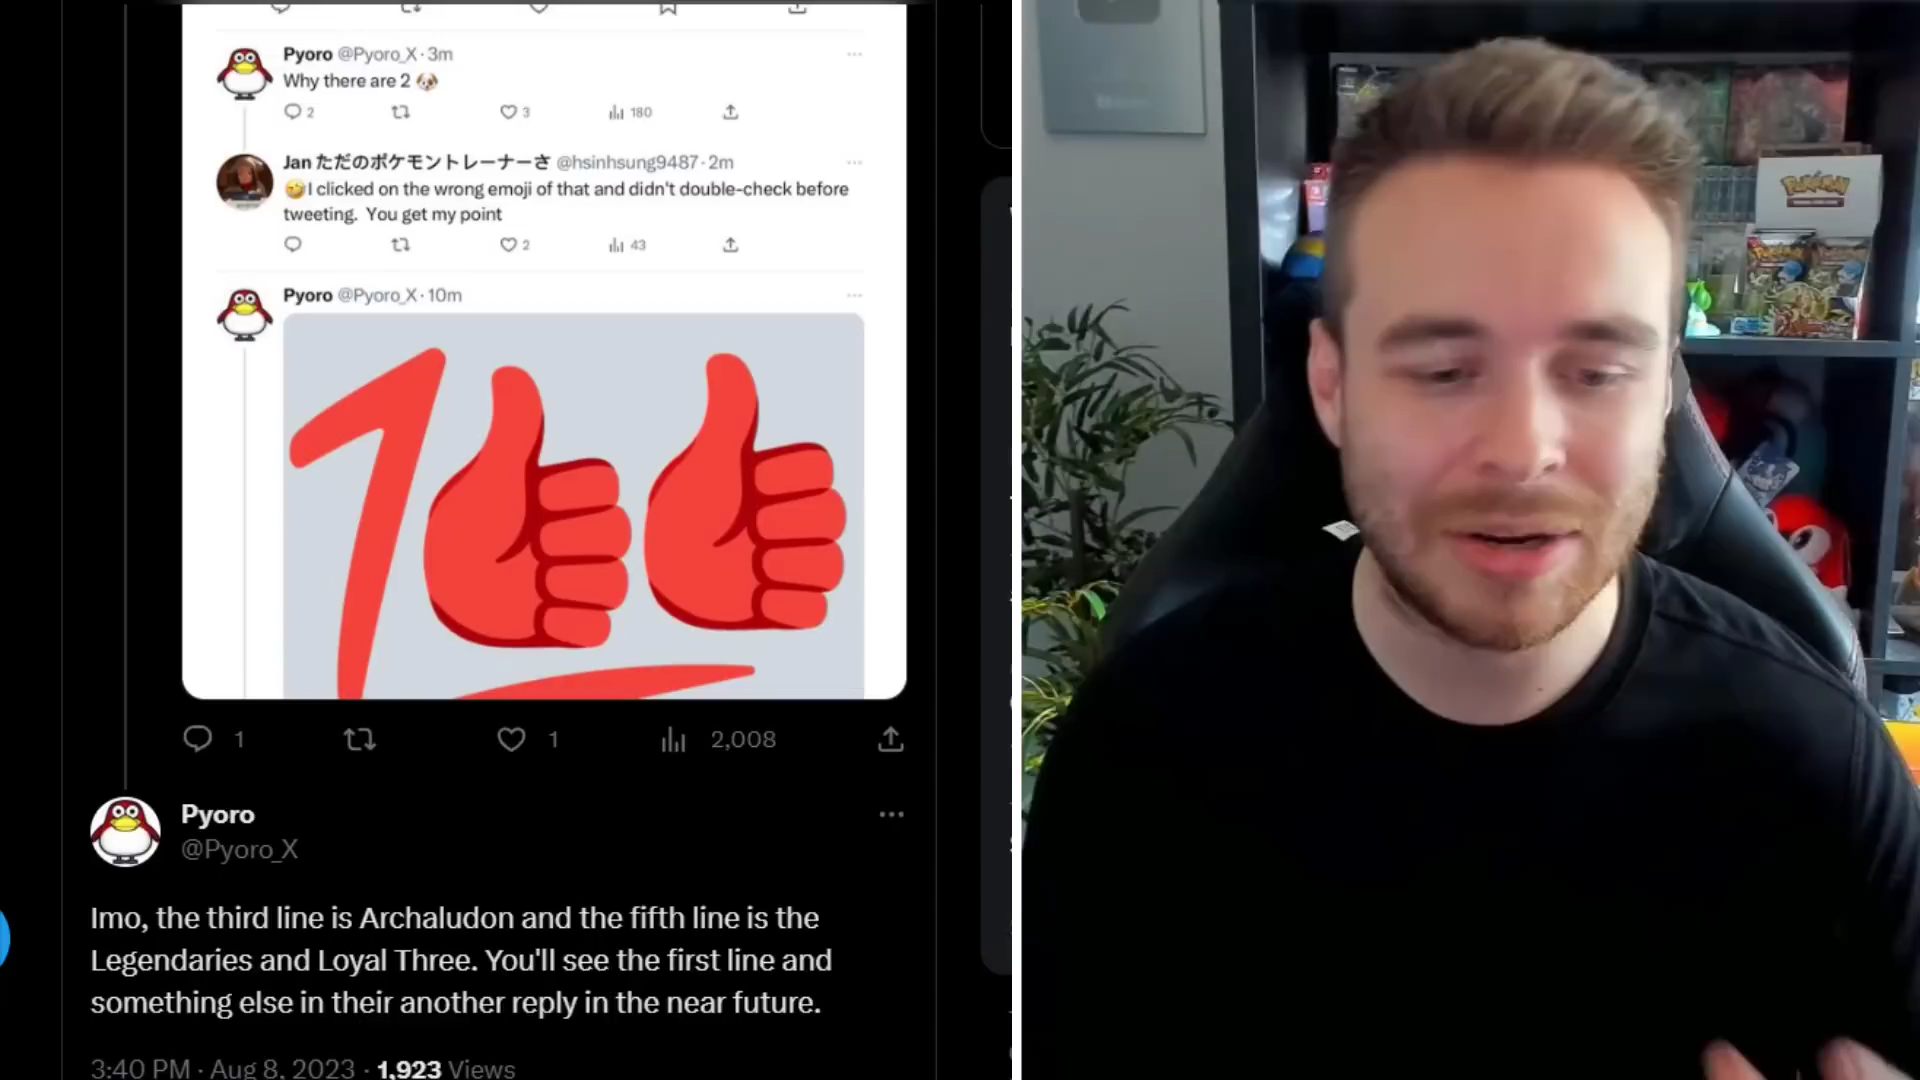 Pyoro @Pyoro_X · 3m
Why there are 2 🐶
2 3 180
Jan ただのポケモントレーナーさ @hsinhsung9487 · 2m
🤣I clicked on the wrong emoji of that and didn't double-check before
tweeting. You get my point
2 43
Pyoro @Pyoro_X · 10m
1 1 2,008
Pyoro
@Pyoro_X
Imo, the third line is Archaludon and the fifth line is the
Legendaries and Loyal Three. You'll see the first line and
something else in their another reply in the near future.
3:40 PM · Aug 8, 2023 · 1,923 Views
Pokémon